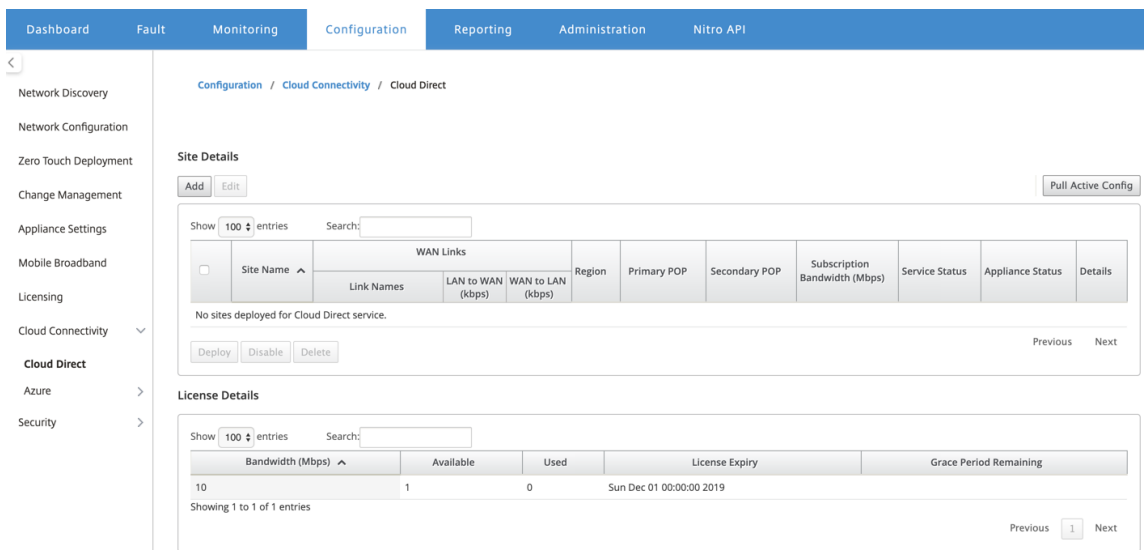 Dashboard Fault Monitoring Configuration Reporting Administration Nitro API
Network Discovery
Network Configuration
Zero Touch Deployment
Change Management
Appliance Settings
Mobile Broadband
Licensing
Cloud Connectivity
Cloud Direct
Azure
Security
Configuration / Cloud Connectivity / Cloud Direct
Site Details
Add Edit Pull Active Config
Show 100 entries Search:
Site Name WAN Links Region Primary POP Secondary POP Subscription Bandwidth (Mbps) Service Status Appliance Status Details
Link Names LAN to WAN (kbps) WAN to LAN (kbps)
No sites deployed for Cloud Direct service.
Previous Next
Deploy Disable Delete
License Details
Show 100 entries Search:
Bandwidth (Mbps) Available Used License Expiry Grace Period Remaining
10 1 0 Sun Dec 01 00:00:00 2019
Showing 1 to 1 of 1 entries
Previous 1 Next